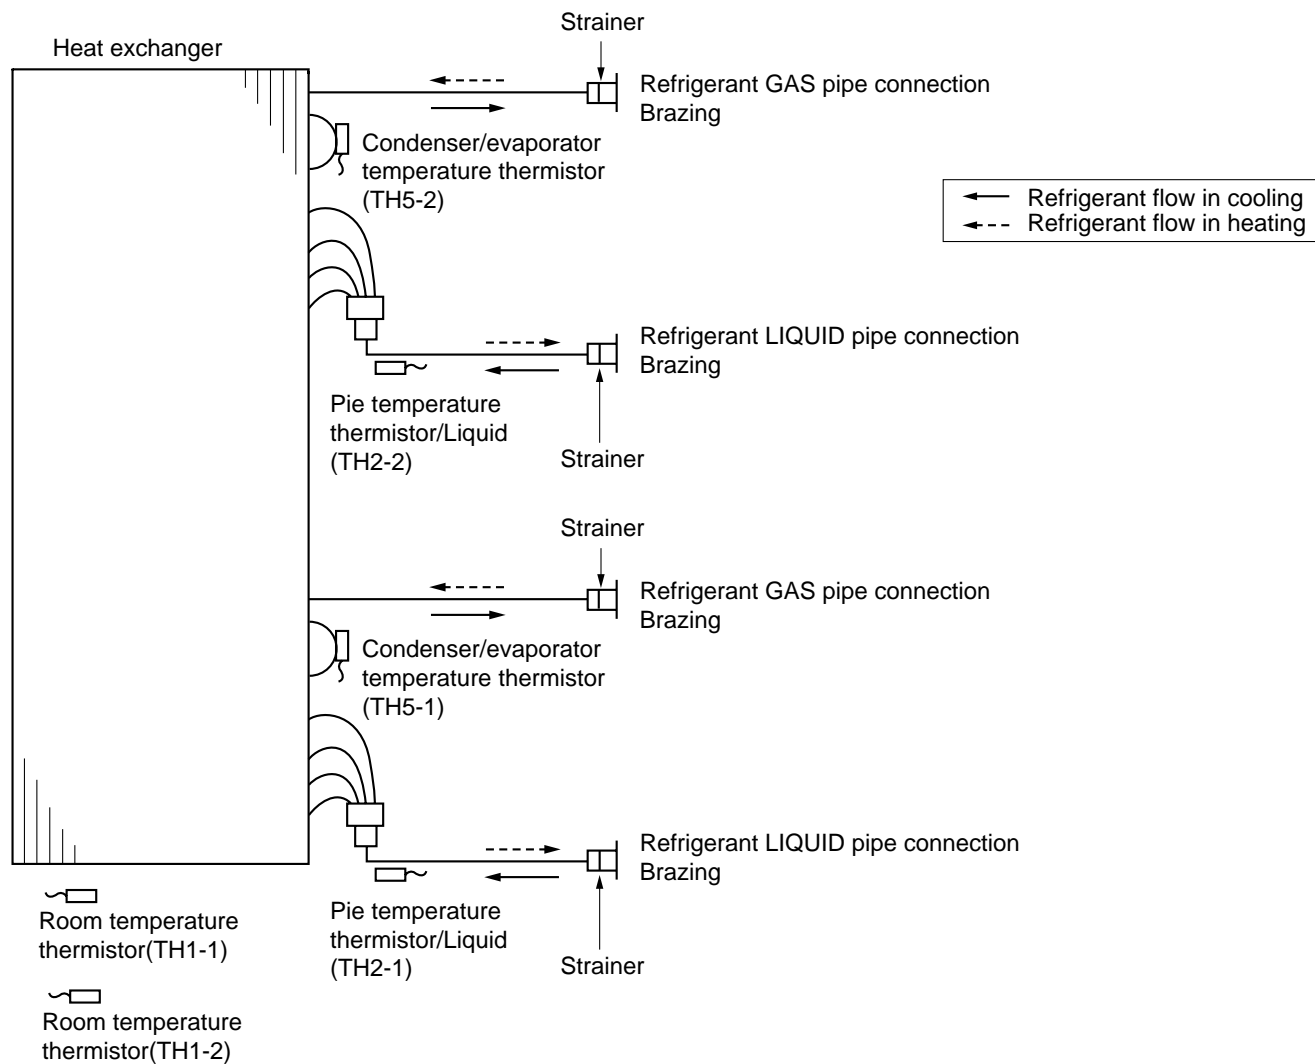 Strainer
Heat exchanger
Refrigerant GAS pipe connection
Brazing
Condenser/evaporator
temperature thermistor
(TH5-2)
Refrigerant flow in cooling
Refrigerant flow in heating
Refrigerant LIQUID pipe connection
Brazing
Pie temperature
thermistor/Liquid
(TH2-2)
Strainer
Strainer
Refrigerant GAS pipe connection
Brazing
Condenser/evaporator
temperature thermistor
(TH5-1)
Refrigerant LIQUID pipe connection
Brazing
Pie temperature
thermistor/Liquid
(TH2-1)
Strainer
Room temperature
thermistor(TH1-1)
Room temperature
thermistor(TH1-2)